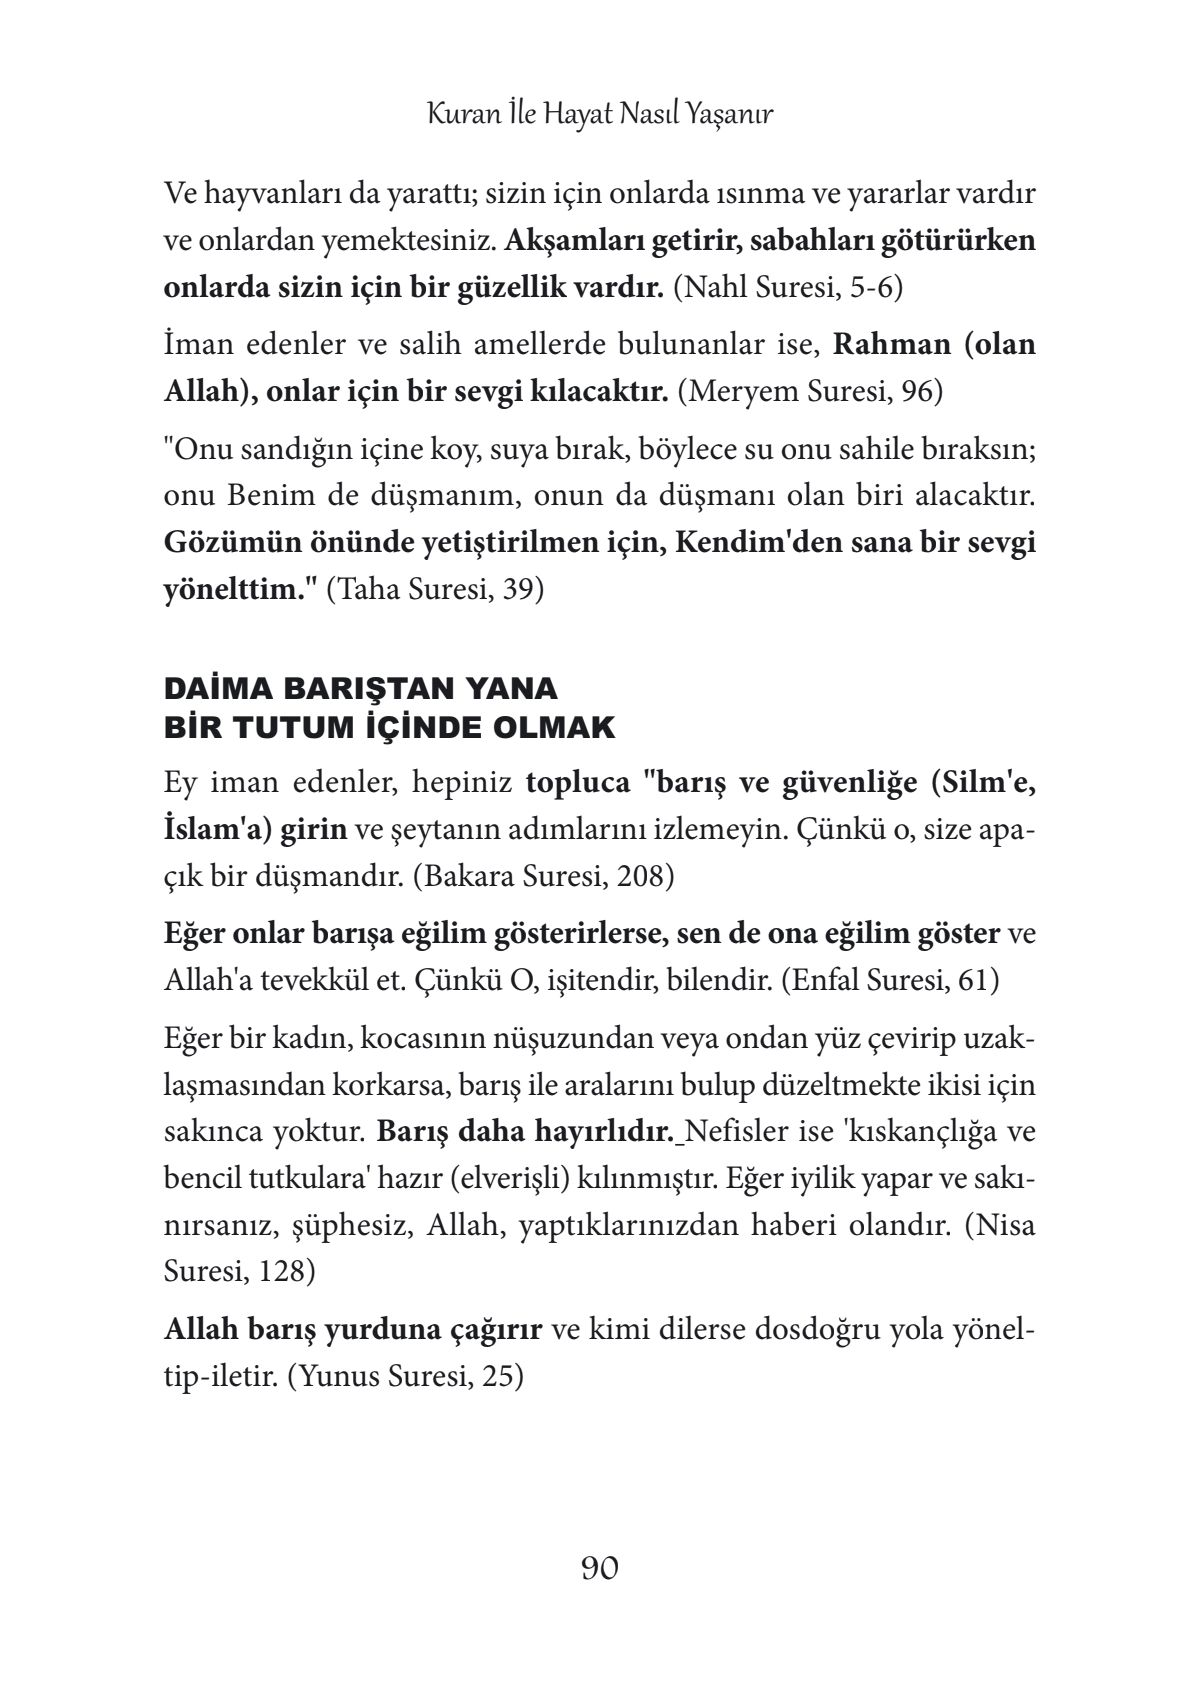 Kuran İle Hayat Nasıl Yaşanır
Ve hayvanları da yarattı; sizin için onlarda ısınma ve yararlar vardır
ve onlardan yemektesiniz. Akşamları getirir, sabahları götürürken
onlarda sizin için bir güzellik vardır. (Nahl Suresi, 5-6)
İman edenler ve salih amellerde bulunanlar ise, Rahman (olan
Allah), onlar için bir sevgi kılacaktır. (Meryem Suresi, 96)
"Onu sandığın içine koy, suya bırak, böylece su onu sahile bıraksın;
onu Benim de düşmanım, onun da düşmanı olan biri alacaktır.
Gözümün önünde yetiştirilmen için, Kendim'den sana bir sevgi
yönelttim." (Taha Suresi, 39)
DAİMA BARIŞTAN YANA
BİR TUTUM İÇİNDE OLMAK
Ey iman edenler, hepiniz topluca "barış ve güvenliğe (Silm'e,
İslam'a) girin ve şeytanın adımlarını izlemeyin. Çünkü o, size apa-
çık bir düşmandır. (Bakara Suresi, 208)
Eğer onlar barışa eğilim gösterirlerse, sen de ona eğilim göster ve
Allah'a tevekkül et. Çünkü O, işitendir, bilendir. (Enfal Suresi, 61)
Eğer bir kadın, kocasının nüşuzundan veya ondan yüz çevirip uzak-
laşmasından korkarsa, barış ile aralarını bulup düzeltmekte ikisi için
sakınca yoktur. Barış daha hayırlıdır._Nefisler ise 'kıskançlığa ve
bencil tutkulara' hazır (elverişli) kılınmıştır. Eğer iyilik yapar ve sakı-
nırsanız, şüphesiz, Allah, yaptıklarınızdan haberi olandır. (Nisa
Suresi, 128)
Allah barış yurduna çağırır ve kimi dilerse dosdoğru yola yönel-
tip-iletir. (Yunus Suresi, 25)
90